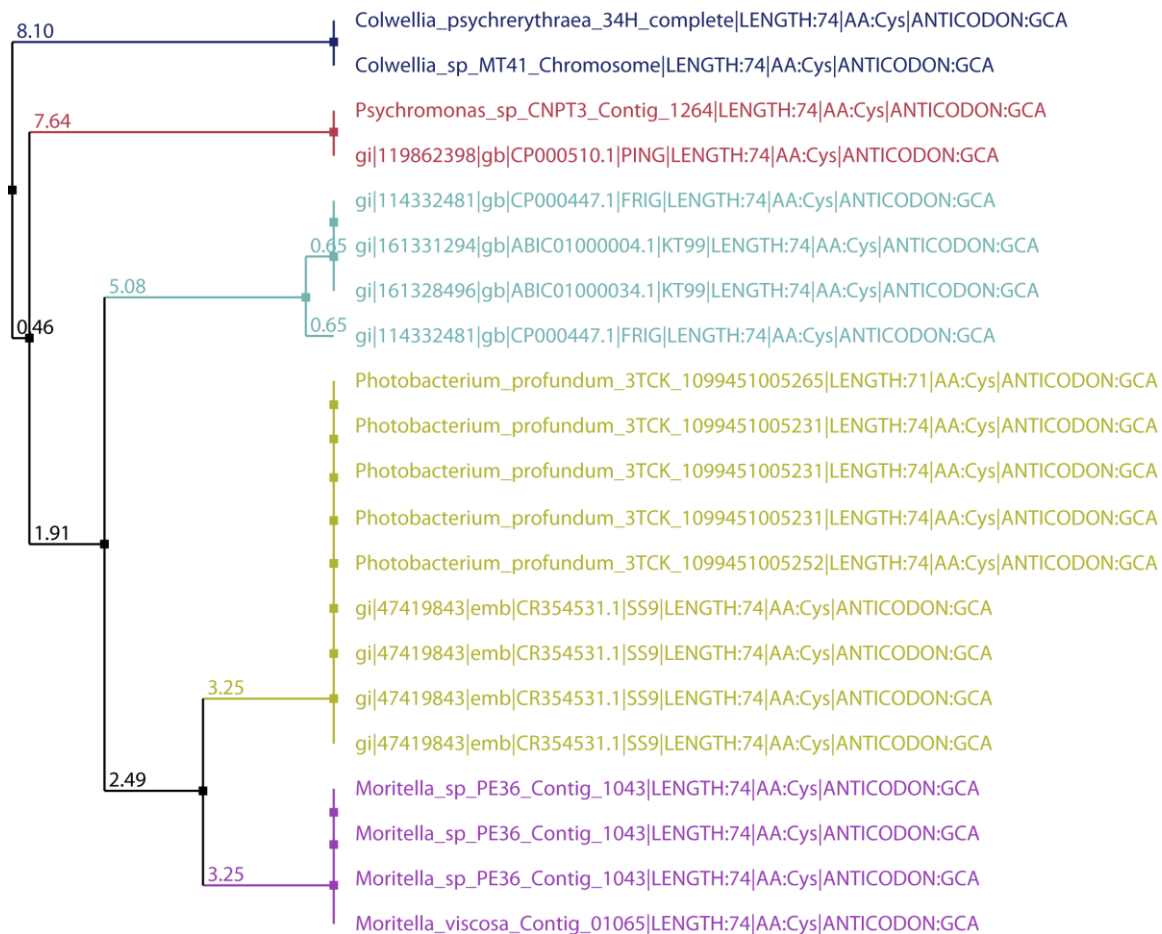 Colwellia_psychrerythraea_34H_complete|LENGTH:74|AA:Cys|ANTICODON:GCA
8.10
Colwellia_sp_MT41_Chromosome|LENGTH:74|AA:Cys|ANTICODON:GCA
Psychromonas_sp_CNPT3_Contig_1264|LENGTH:74|AA:Cys|ANTICODON:GCA
7.64
gi|119862398|gb|CP000510.1|PING|LENGTH:74|AA:Cys|ANTICODON:GCA
gi|114332481|gb|CP000447.1|FRIG|LENGTH:74|AA:Cys|ANTICODON:GCA
0.65 gi|161331294|gb|ABIC01000004.1|KT99|LENGTH:74|AA:Cys|ANTICODON:GCA
5.08 gi|161328496|gb|ABIC01000034.1|KT99|LENGTH:74|AA:Cys|ANTICODON:GCA
0.46 0.65 gi|114332481|gb|CP000447.1|FRIG|LENGTH:74|AA:Cys|ANTICODON:GCA
Photobacterium_profundum_3TCK_1099451005265|LENGTH:71|AA:Cys|ANTICODON:GCA
Photobacterium_profundum_3TCK_1099451005231|LENGTH:74|AA:Cys|ANTICODON:GCA
Photobacterium_profundum_3TCK_1099451005231|LENGTH:74|AA:Cys|ANTICODON:GCA
Photobacterium_profundum_3TCK_1099451005231|LENGTH:74|AA:Cys|ANTICODON:GCA
1.91
Photobacterium_profundum_3TCK_1099451005252|LENGTH:74|AA:Cys|ANTICODON:GCA
gi|47419843|emb|CR354531.1|SS9|LENGTH:74|AA:Cys|ANTICODON:GCA
gi|47419843|emb|CR354531.1|SS9|LENGTH:74|AA:Cys|ANTICODON:GCA
3.25 gi|47419843|emb|CR354531.1|SS9|LENGTH:74|AA:Cys|ANTICODON:GCA
gi|47419843|emb|CR354531.1|SS9|LENGTH:74|AA:Cys|ANTICODON:GCA
2.49 Moritella_sp_PE36_Contig_1043|LENGTH:74|AA:Cys|ANTICODON:GCA
Moritella_sp_PE36_Contig_1043|LENGTH:74|AA:Cys|ANTICODON:GCA
3.25 Moritella_sp_PE36_Contig_1043|LENGTH:74|AA:Cys|ANTICODON:GCA
Moritella_viscosa_Contig_01065|LENGTH:74|AA:Cys|ANTICODON:GCA